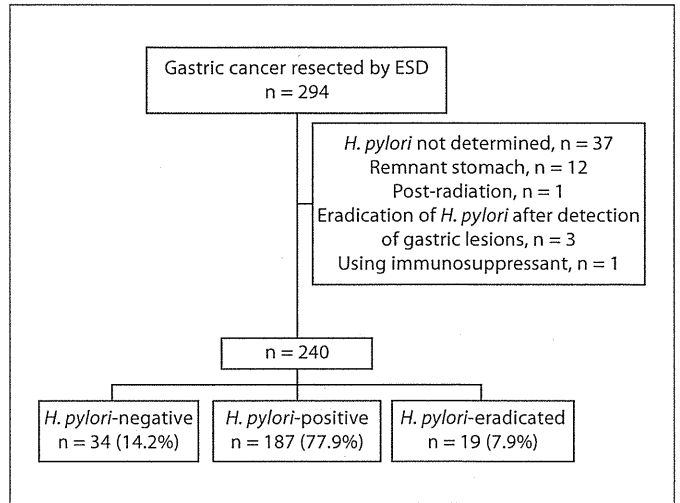 Gastric cancer resected by ESD
n = 294
H. pylori not determined, n = 37
Remnant stomach, n = 12
Post-radiation, n = 1
Eradication of H. pylori after detection
of gastric lesions, n = 3
Using immunosuppressant, n = 1
n = 240
H. pylori-negative
n = 34 (14.2%)
H. pylori-positive
n = 187 (77.9%)
H. pylori-eradicated
n = 19 (7.9%)